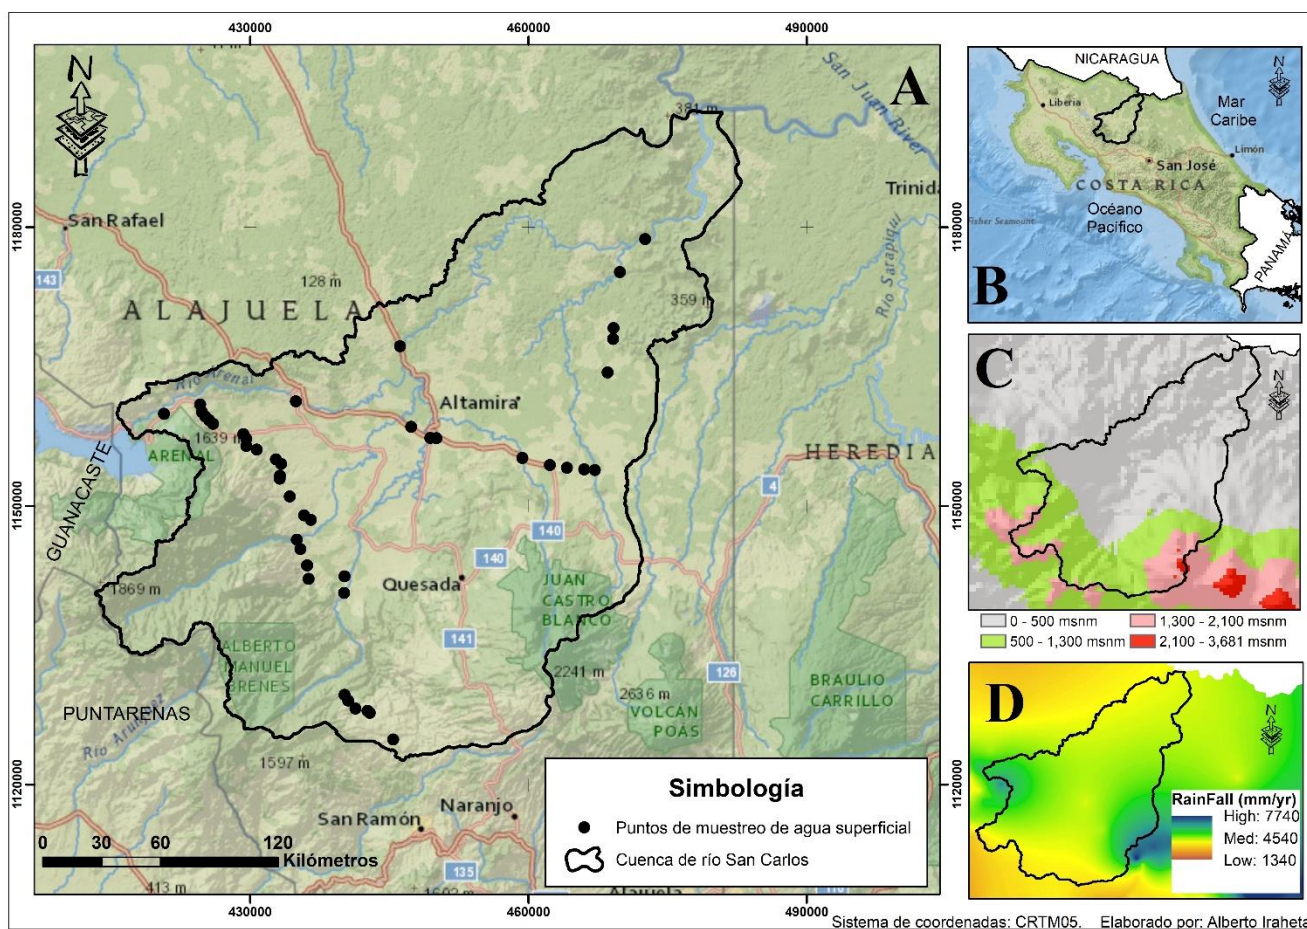 430000
460000
490000
N
A
San Juan River
381 m
Trinida
San Rafael
1180000
1180000
143
128 m
ALAJUELA
Río Sarapiquí
359 m
Río Arenal
Altamira
1639 m
ARENAL
HEREDIA
GUANACASTE
4
1150000
1150000
140
140
Quesada
JUAN
CASTRO
BLANCO
1869 m
141
ALBERTO
MANUEL
BRENES
2241 m
126
2636 m
BRAULIO
CARRILLO
PUNTARENAS
VOLCÁN
POÁS
1597 m
1120000
1120000
Naranjo
San Ramón
0 30 60 120
Kilómetros
135
413 m
Alajuela
Simbología
Puntos de muestreo de agua superficial
Cuenca de río San Carlos
430000
460000
490000
NICARAGUA
N
Liberia
Mar
Caribe
Limón
San José
COSTA RICA
Océano
Pacífico
Fisher Seamount
PANAMÁ
B
C
N
0 - 500 msnm
1,300 - 2,100 msnm
500 - 1,300 msnm
2,100 - 3,681 msnm
D
N
RainFall (mm/yr)
High: 7740
Med: 4540
Low: 1340
Sistema de coordenadas: CRTM05. Elaborado por: Alberto Iraheta